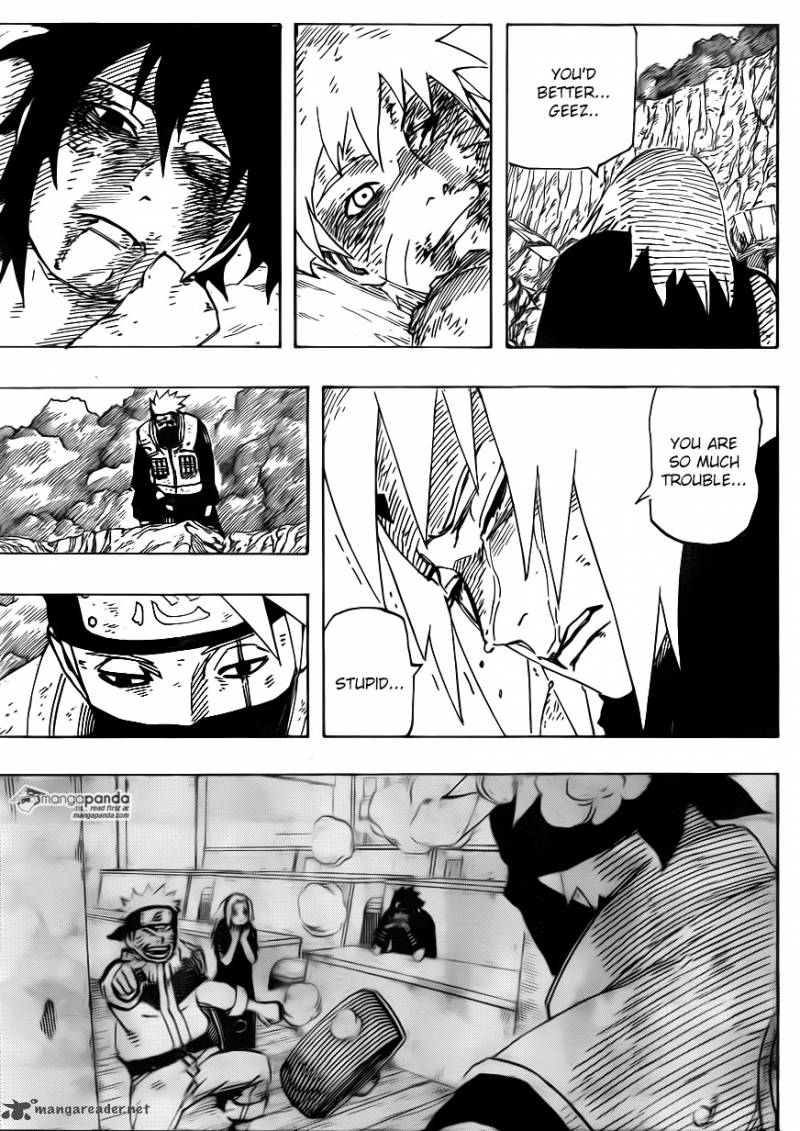 YOU'D
BETTER...
GEEZ..
YOU ARE
SO MUCH
TROUBLE...
STUPID...
mangapanda
read first at
mangapanda.com
mangareader.net